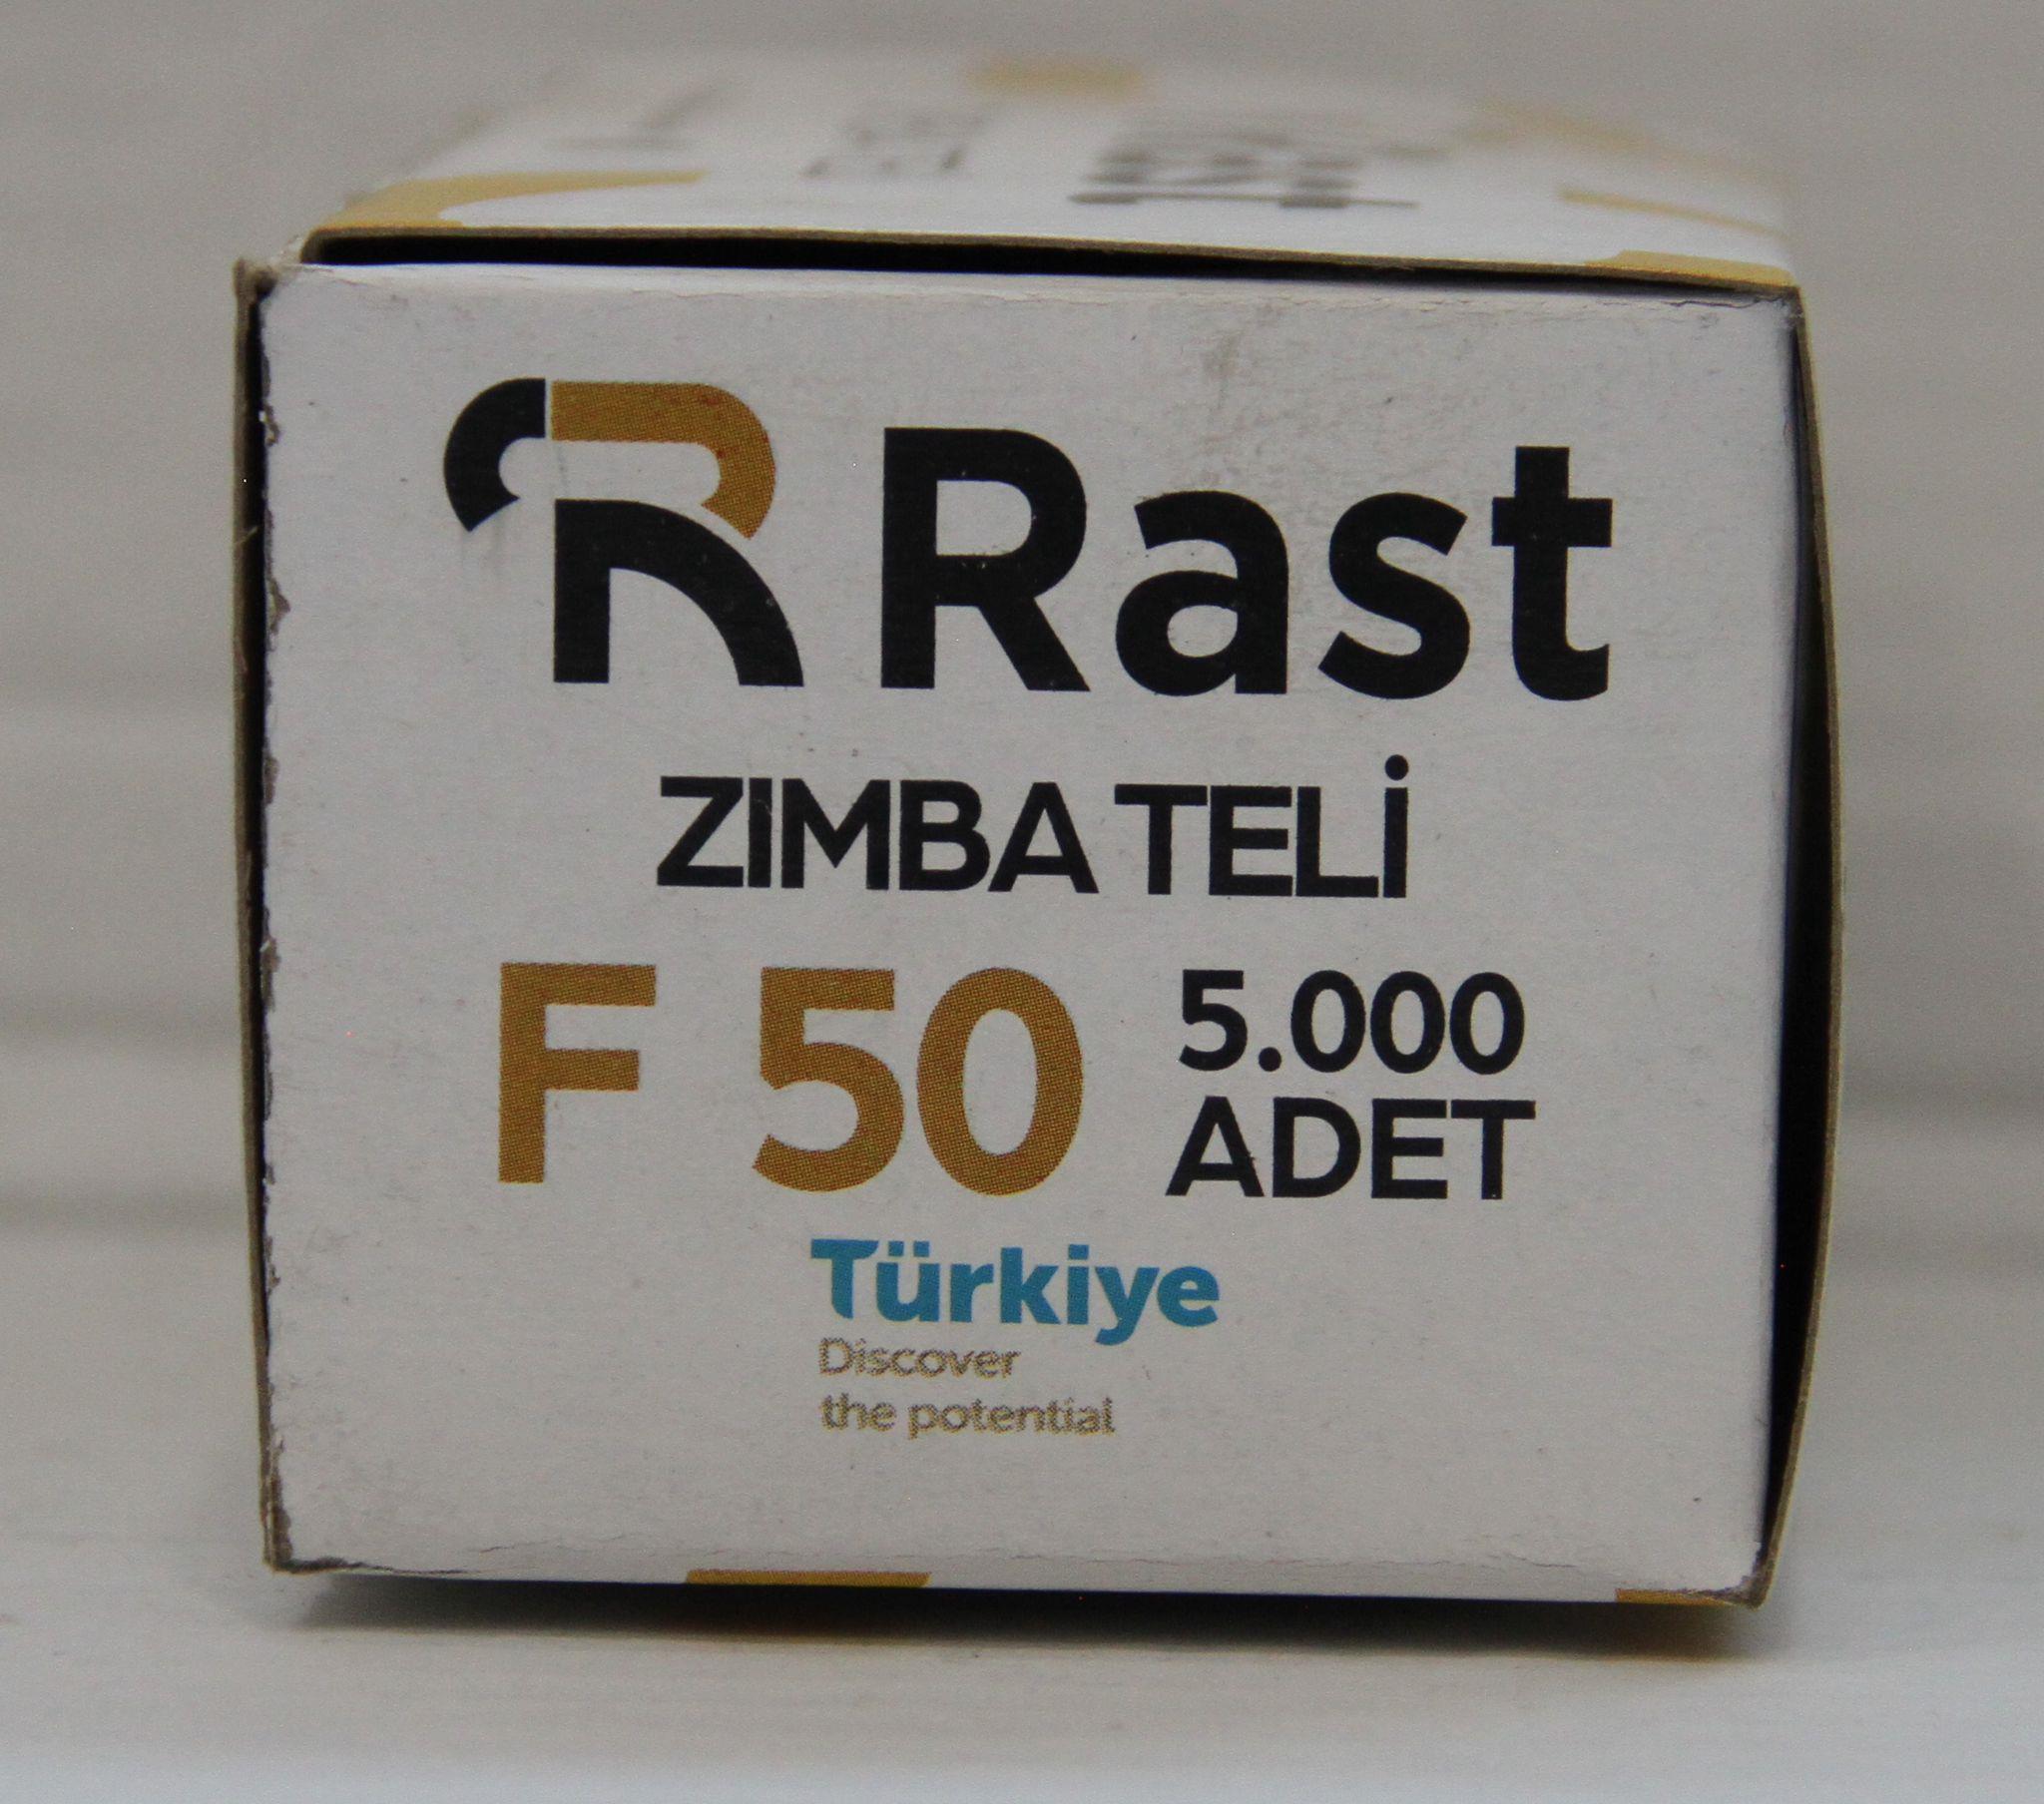 Rast
ZIMBA TELİ
F 50
5.000
ADET
Türkiye
Discover
the potential